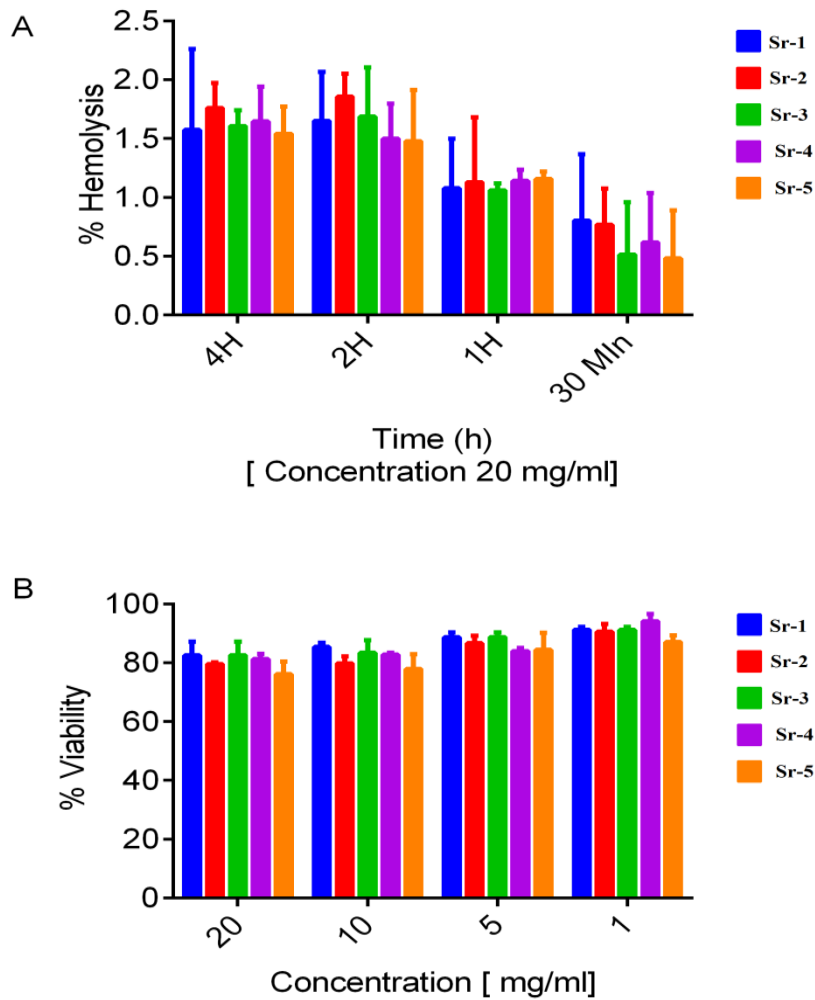 A
2.5
2.0
1.5
1.0
0.5
0.0
% Hemolysis
4H
2H
1H
30 MIn
Time (h)
[ Concentration 20 mg/ml]
Sr-1
Sr-2
Sr-3
Sr-4
Sr-5
B
100
80
60
40
20
0
% Viability
20
10
5
1
Concentration [ mg/ml]
Sr-1
Sr-2
Sr-3
Sr-4
Sr-5